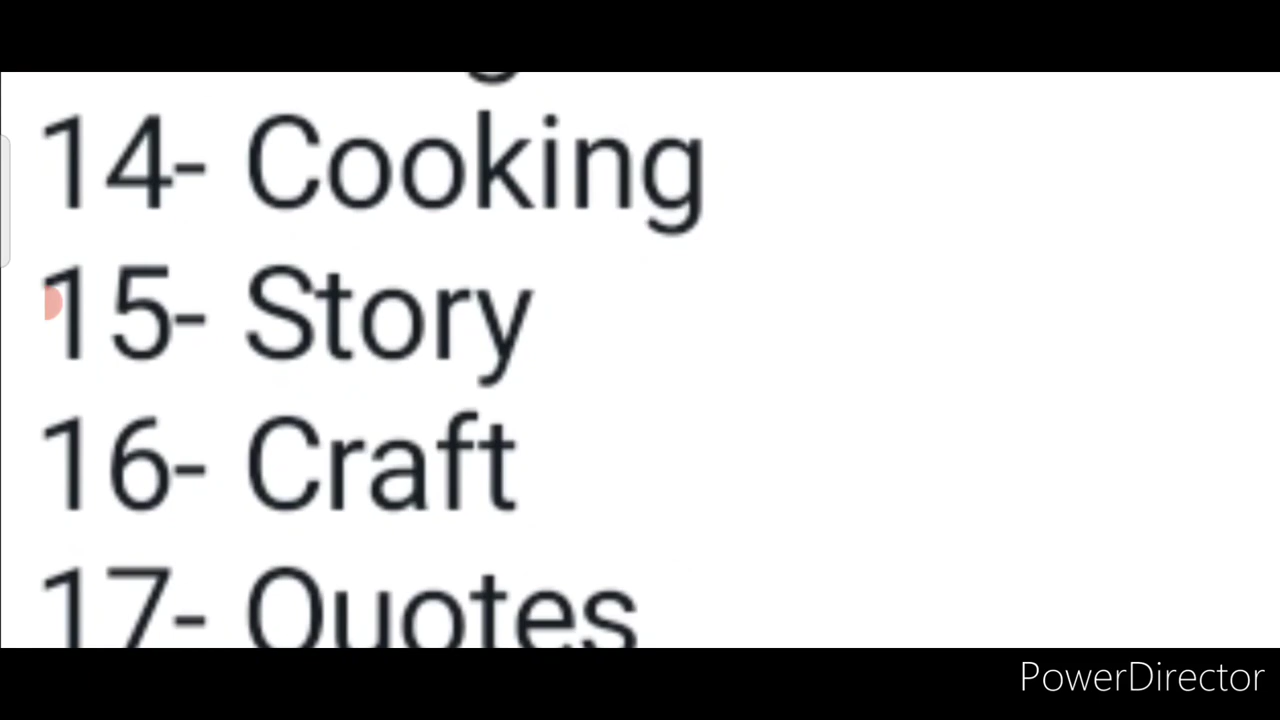 14- Cooking
15- Story
16- Craft
17- Quotes
PowerDirector